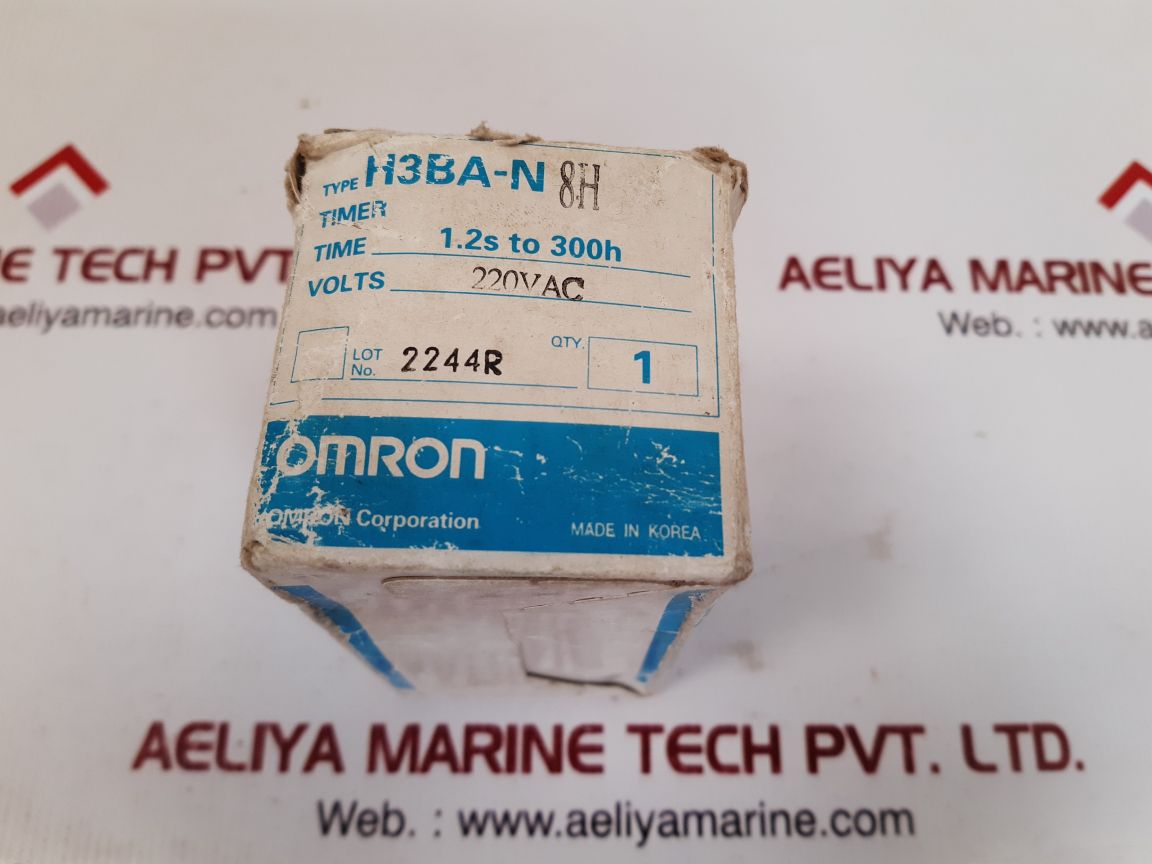 TYPE H3BA-N 8H
TIMER
TIME 1.2s to 300h
VOLTS 220VAC
LOT No. 2244R QTY. 1
OMRON
OMRON Corporation MADE IN KOREA
E TECH PVT
aeliyamarine.com
AELIYA MARINE
Web. : www.a
AELIYA MARINE TECH PVT. LTD.
Web. : www.aeliyamarine.com